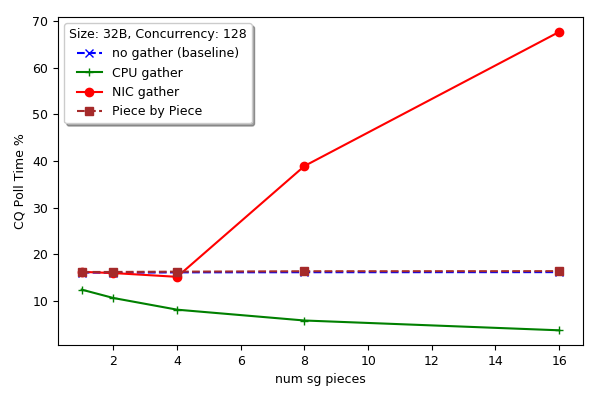 70
60
50
40
30
20
10
CQ Poll Time %
Size: 32B, Concurrency: 128
no gather (baseline)
CPU gather
NIC gather
Piece by Piece
2 4 6 8 10 12 14 16
num sg pieces